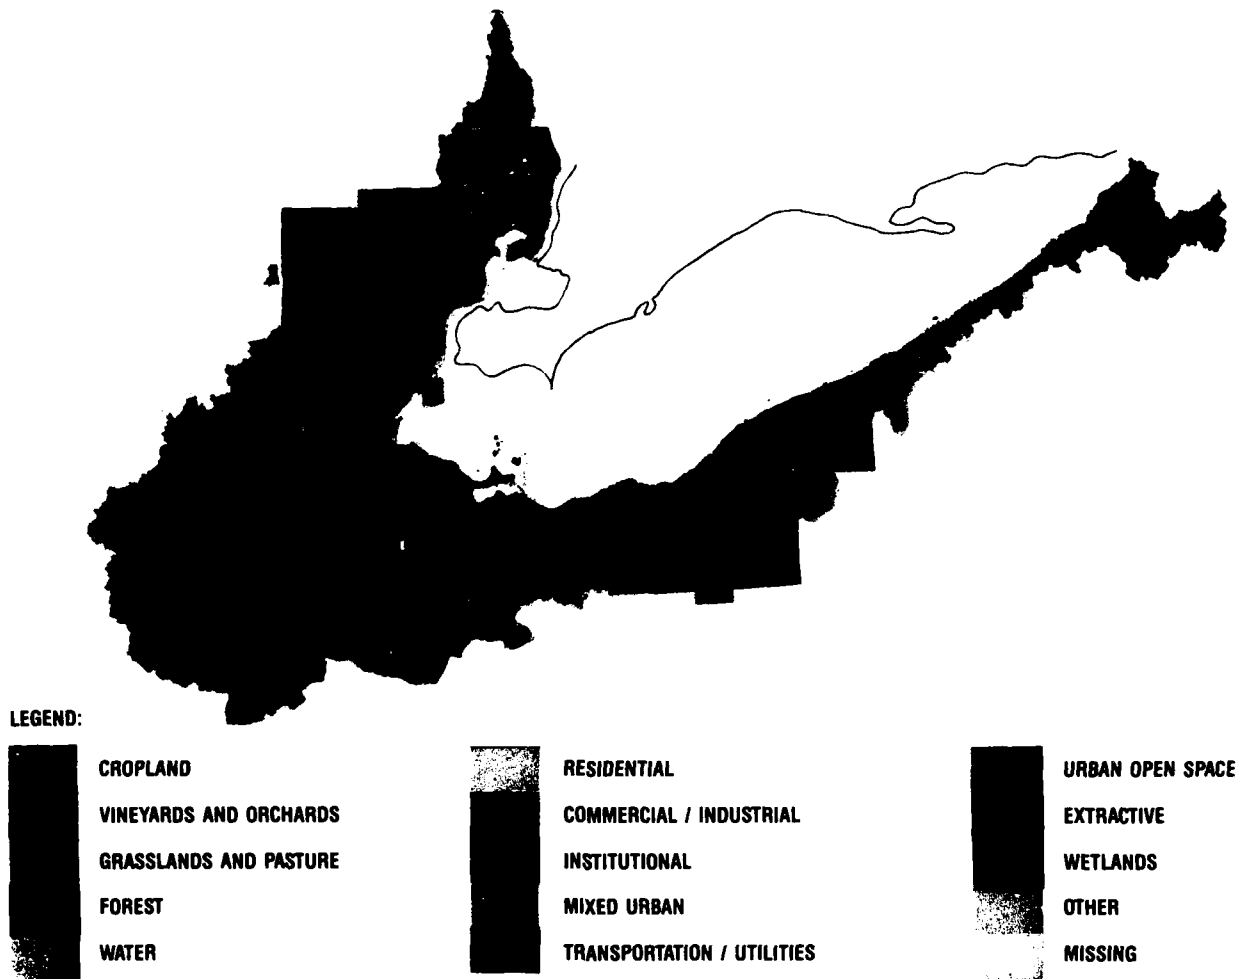 LEGEND:
CROPLAND
VINEYARDS AND ORCHARDS
GRASSLANDS AND PASTURE
FOREST
WATER
RESIDENTIAL
COMMERCIAL / INDUSTRIAL
INSTITUTIONAL
MIXED URBAN
TRANSPORTATION / UTILITIES
URBAN OPEN SPACE
EXTRACTIVE
WETLANDS
OTHER
MISSING